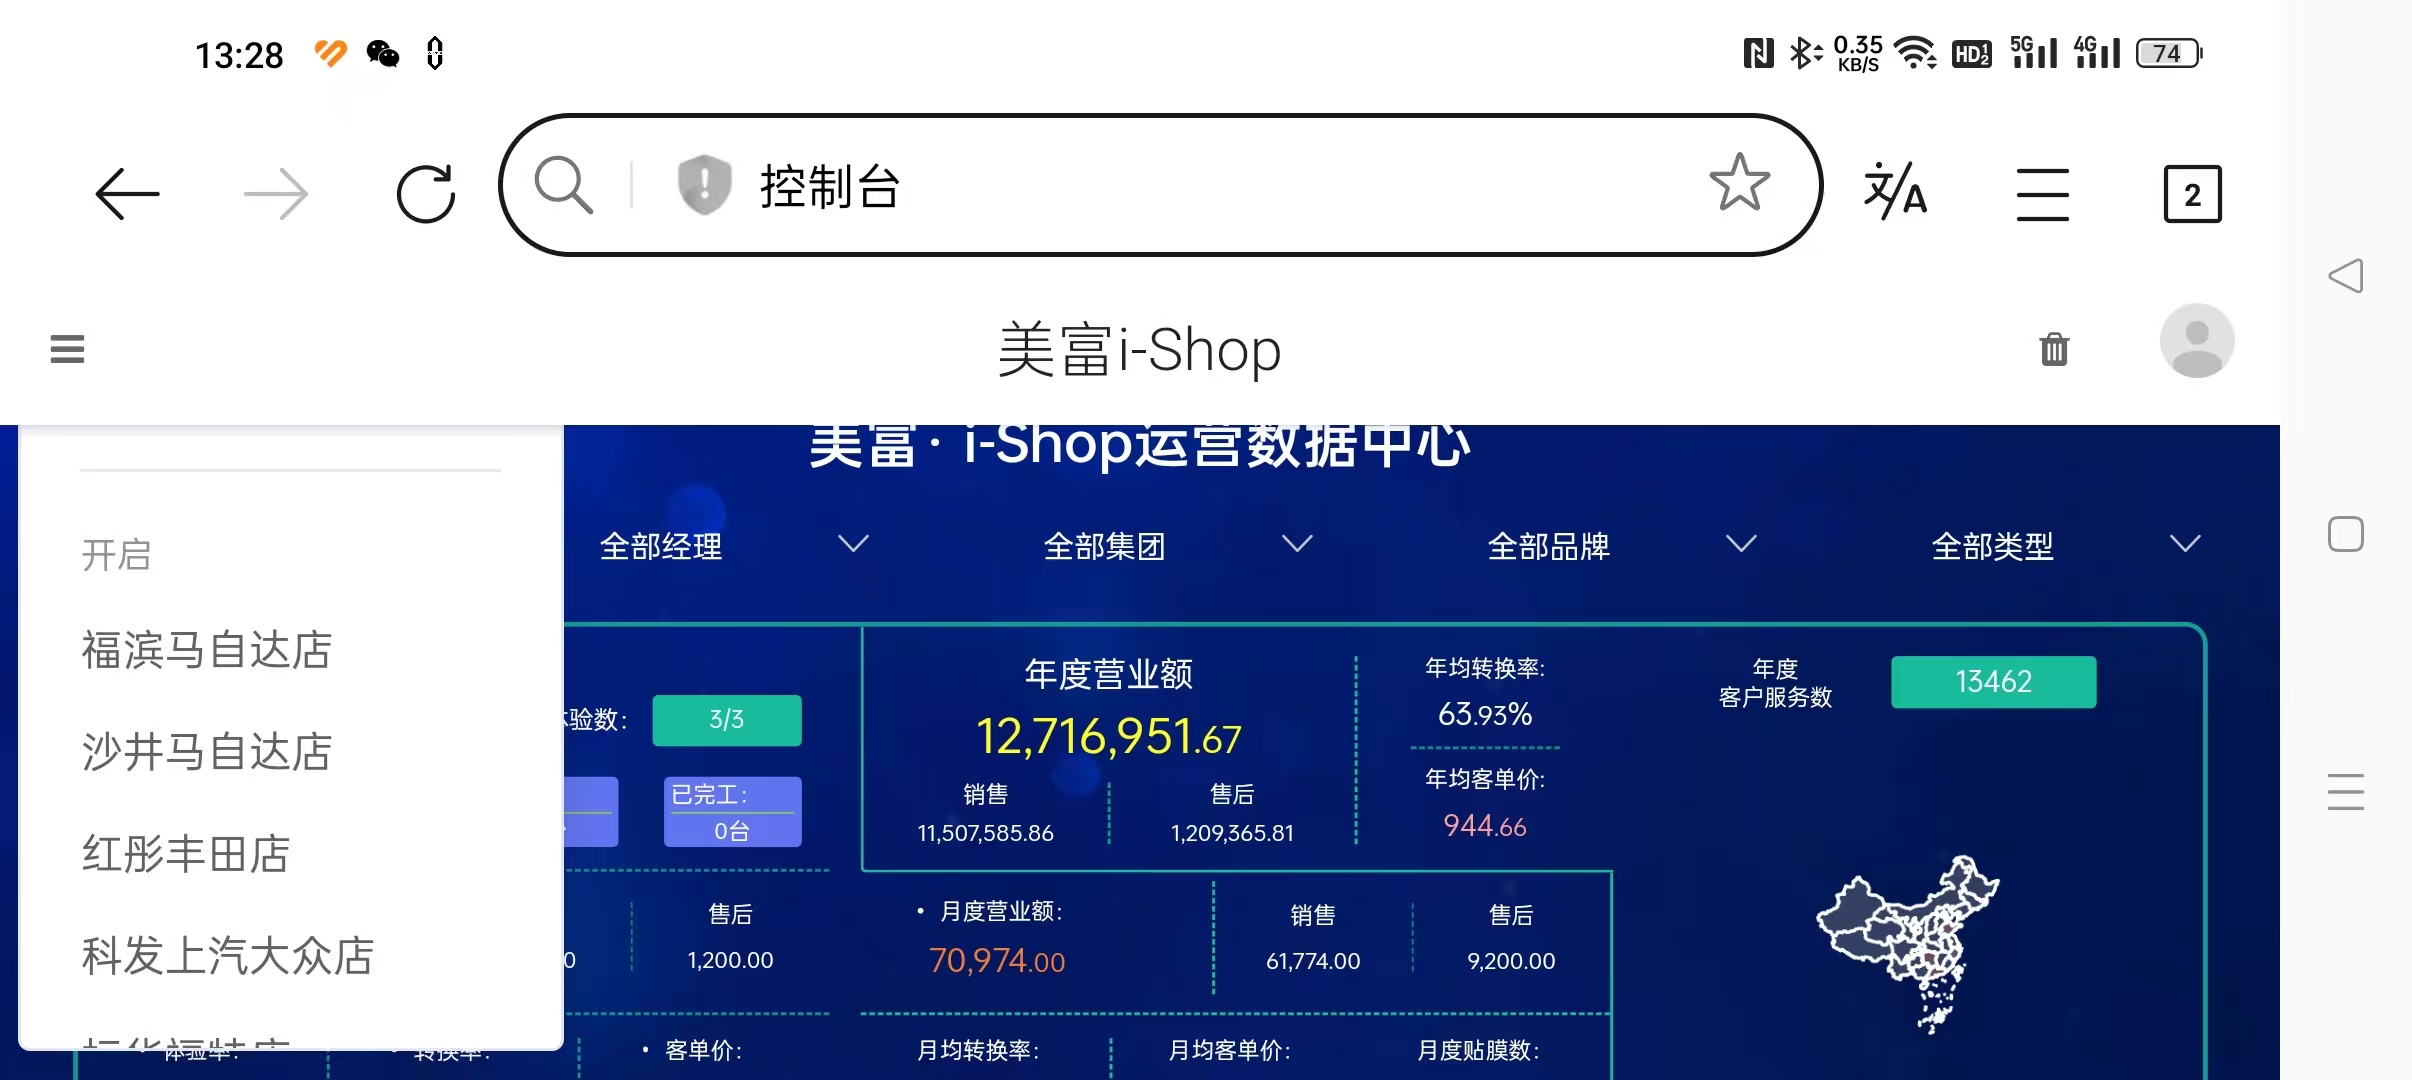 13:28
0.35 KB/S
HD 1 2
5G
4G
74
控制台
文/A
2
美富i-Shop
美富· i-Shop运营数据中心
开启
福滨马自达店
沙井马自达店
红彤丰田店
科发上汽大众店
全部经理
全部集团
全部品牌
全部类型
验数:
3/3
已完工:
0台
年度营业额
12,716,951.67
销售
11,507,585.86
售后
1,209,365.81
年均转换率:
63.93%
年均客单价:
944.66
年度
客户服务数
13462
0
售后
1,200.00
• 月度营业额:
70,974.00
销售
61,774.00
售后
9,200.00
体验率:
• 转换率:
• 客单价:
月均转换率:
月均客单价:
月度贴膜数: